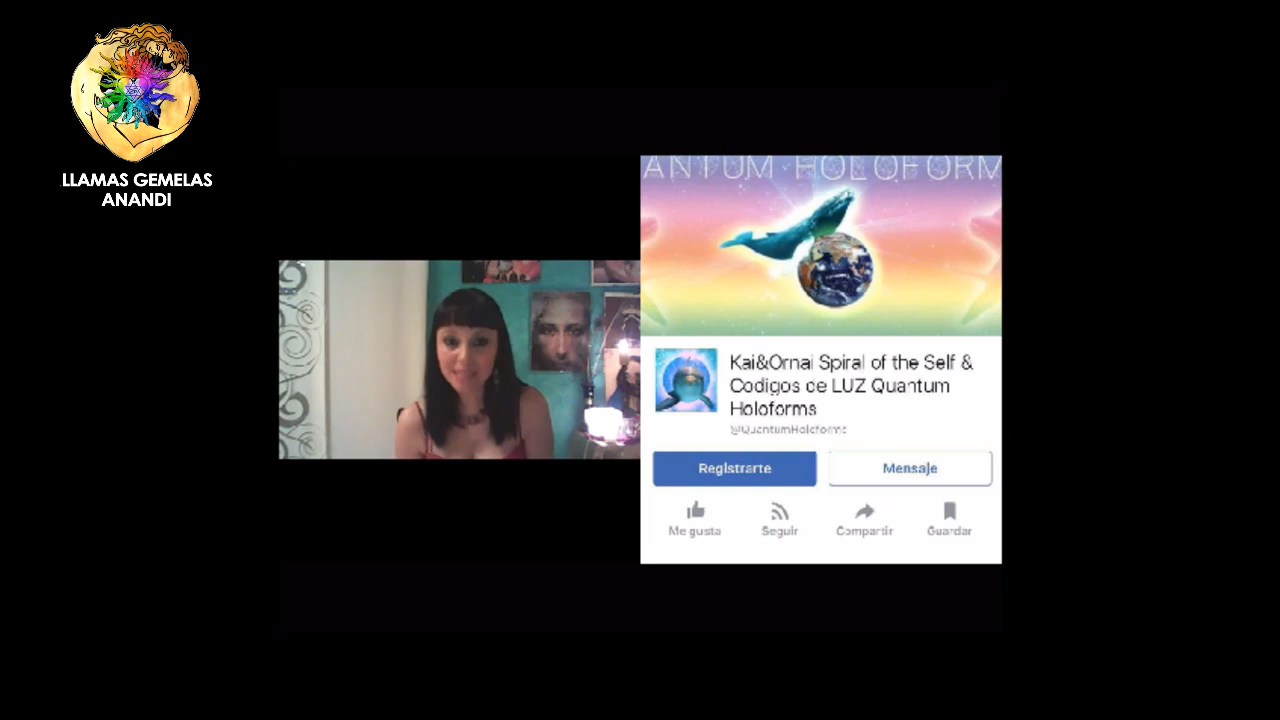 LLAMAS GEMELAS
ANANDI
ANTUM HOLOFORM
Kai&Ornai Spiral of the Self &
Codigos de LUZ Quantum
Holoforms
@QuantumHoloforms
Registrarte
Mensaje
Me gusta
Seguir
Compartir
Guardar